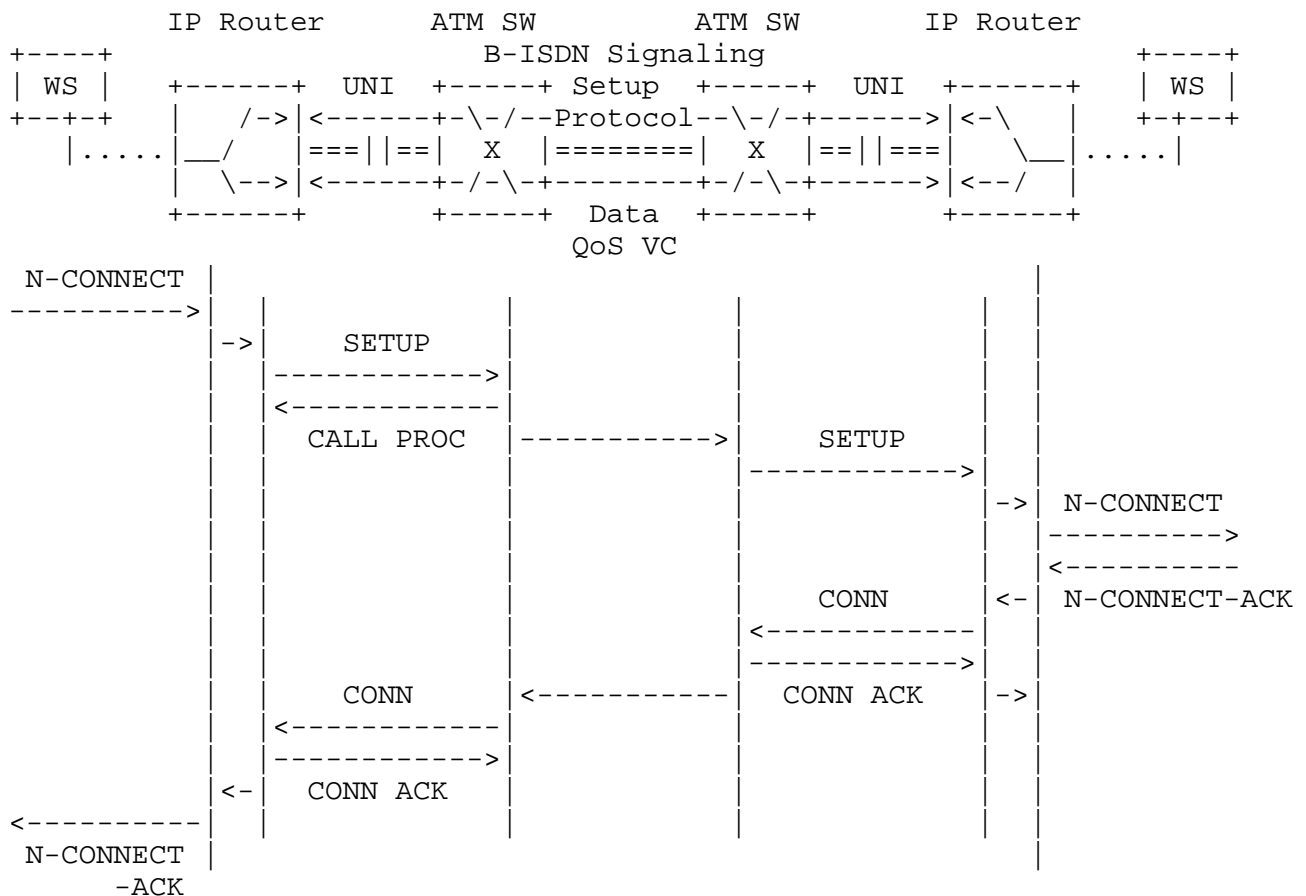 IP Router ATM SW ATM SW IP Router
B-ISDN Signaling
WS UNI Setup UNI WS
Protocol
X X
Data
QoS VC
N-CONNECT
SETUP
CALL PROC SETUP
N-CONNECT
CONN N-CONNECT-ACK
CONN CONN ACK
CONN ACK
N-CONNECT
-ACK